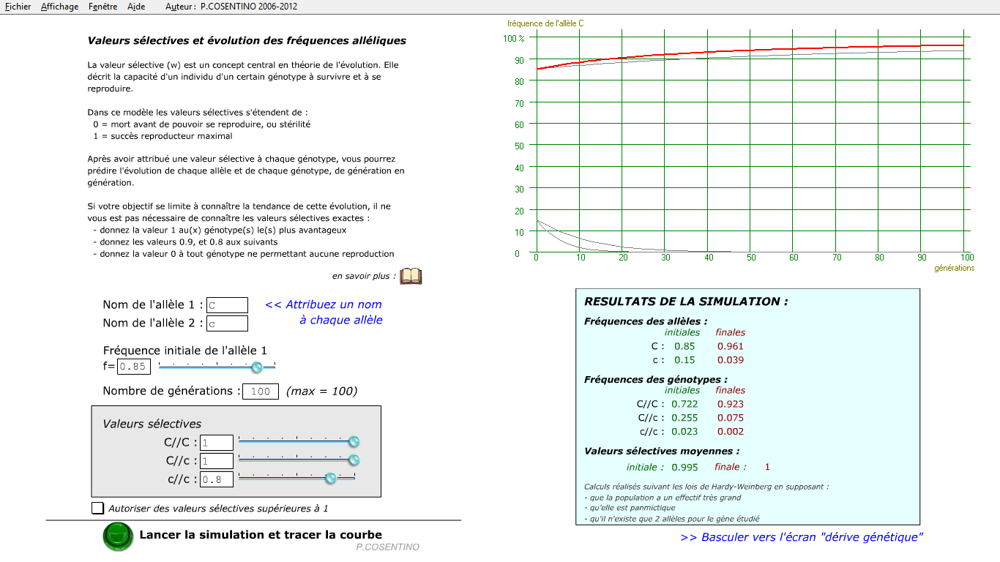 Fichier Affichage Fenêtre Aide Auteur : P.COSENTINO 2006-2012
Valeurs sélectives et évolution des fréquences alléliques
La valeur sélective (w) est un concept central en théorie de l'évolution. Elle
décrit la capacité d'un individu d'un certain génotype à survivre et à se
reproduire.
Dans ce modèle les valeurs sélectives s'étendent de :
0 = mort avant de pouvoir se reproduire, ou stérilité
1 = succès reproducteur maximal
Après avoir attribué une valeur sélective à chaque génotype, vous pourrez
prédire l'évolution de chaque allèle et de chaque génotype, de génération en
génération.
Si votre objectif se limite à connaître la tendance de cette évolution, il ne
vous est pas nécessaire de connaître les valeurs sélectives exactes :
- donnez la valeur 1 au(x) génotype(s) le(s) plus avantageux
- donnez les valeurs 0.9, et 0.8 aux suivants
- donnez la valeur 0 à tout génotype ne permettant aucune reproduction
en savoir plus :
Nom de l'allèle 1 : C
Nom de l'allèle 2 : c
<< Attribuez un nom
à chaque allèle
Fréquence initiale de l'allèle 1
f= 0.85
Nombre de générations : 100 (max = 100)
Valeurs sélectives
C//C : 1
C//c : 1
c//c : 0.8
Autoriser des valeurs sélectives supérieures à 1
Lancer la simulation et tracer la courbe
P.COSENTINO
fréquence de l'allèle C
100 %
90
80
70
60
50
40
30
20
10
0
0 10 20 30 40 50 60 70 80 90 100
générations
RESULTATS DE LA SIMULATION :
Fréquences des allèles :
initiales finales
C : 0.85 0.961
c : 0.15 0.039
Fréquences des génotypes :
initiales finales
C//C : 0.722 0.923
C//c : 0.255 0.075
c//c : 0.023 0.002
Valeurs sélectives moyennes :
initiale : 0.995 finale : 1
Calculs réalisés suivant les lois de Hardy-Weinberg en supposant :
- que la population a un effectif très grand
- qu'elle est panmictique
- qu'il n'existe que 2 allèles pour le gène étudié
>> Basculer vers l'écran "dérive génétique"